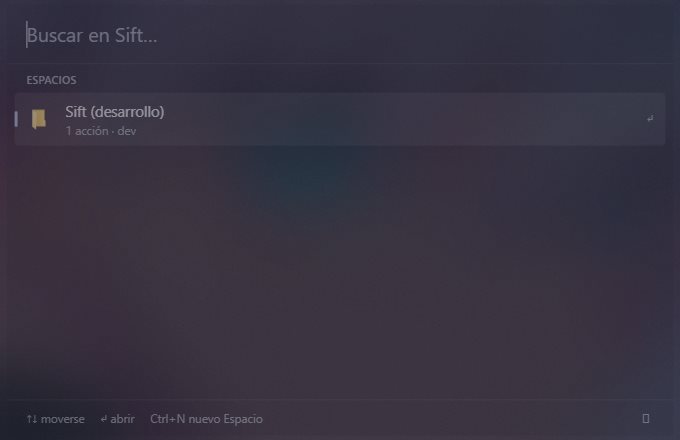 Buscar en Sift...
ESPACIOS
Sift (desarrollo)
1 acción · dev
↵
↑↓ moverse ↵ abrir Ctrl+N nuevo Espacio